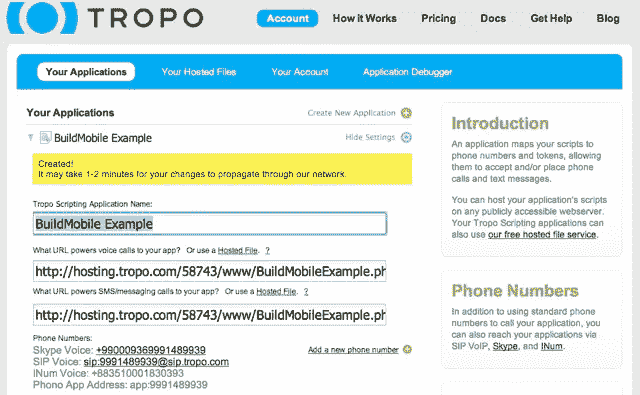 TROPO
Account How it Works Pricing Docs Get Help Blog
Your Applications Your Hosted Files Your Account Application Debugger
Your Applications
Create New Application
BuildMobile Example
Hide Settings
Created!
It may take 1-2 minutes for your changes to propagate through our network.
Tropo Scripting Application Name:
BuildMobile Example
What URL powers voice calls to your app? Or use a Hosted File. ?
http://hosting.tropo.com/58743/www/BuildMobileExample.ph
What URL powers SMS/messaging calls to your app? Or use a Hosted File. ?
http://hosting.tropo.com/58743/www/BuildMobileExample.ph
Phone Numbers:
Skype Voice: +990009369991489939
Add a new phone number
SIP Voice: sip:9991489939@sip.tropo.com
INum Voice: +883510001830393
Phono App Address: app:9991489939
Introduction
An application maps your scripts to
phone numbers and tokens, allowing
them to accept and/or place phone
calls and text messages.
You can host your application's scripts
on any publicly accessible webserver.
Your Tropo Scripting applications can
also use our free hosted file service.
Phone Numbers
In addition to using standard phone
numbers to call your application, you
can also reach your applications via
SIP VoIP, Skype, and INum.